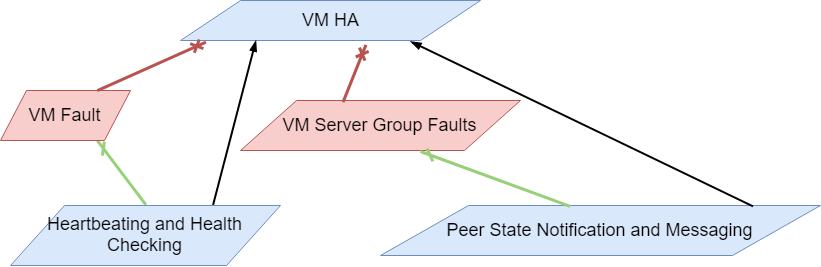 VM HA
VM Fault
VM Server Group Faults
Heartbeating and Health
Checking
Peer State Notification and Messaging